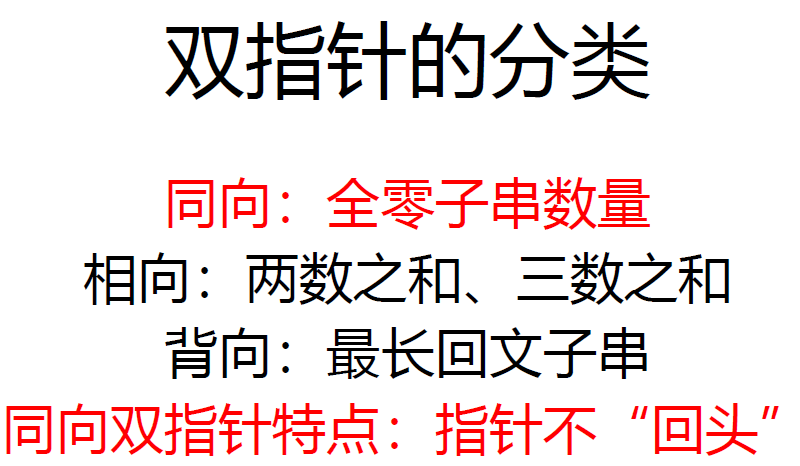 双指针的分类
同向：全零子串数量
相向：两数之和、三数之和
背向：最长回文子串
同向双指针特点：指针不“回头”